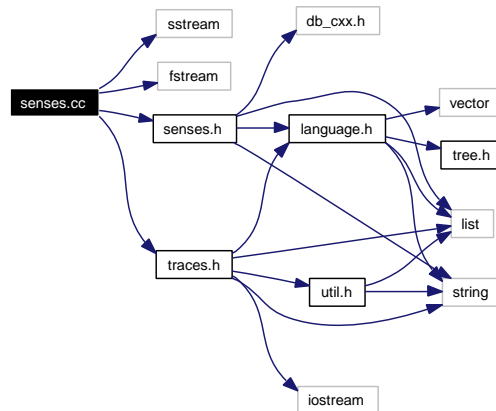 sstream
db_cxx.h
fstream
senses.cc
vector
senses.h
language.h
tree.h
list
traces.h
util.h
string
iostream